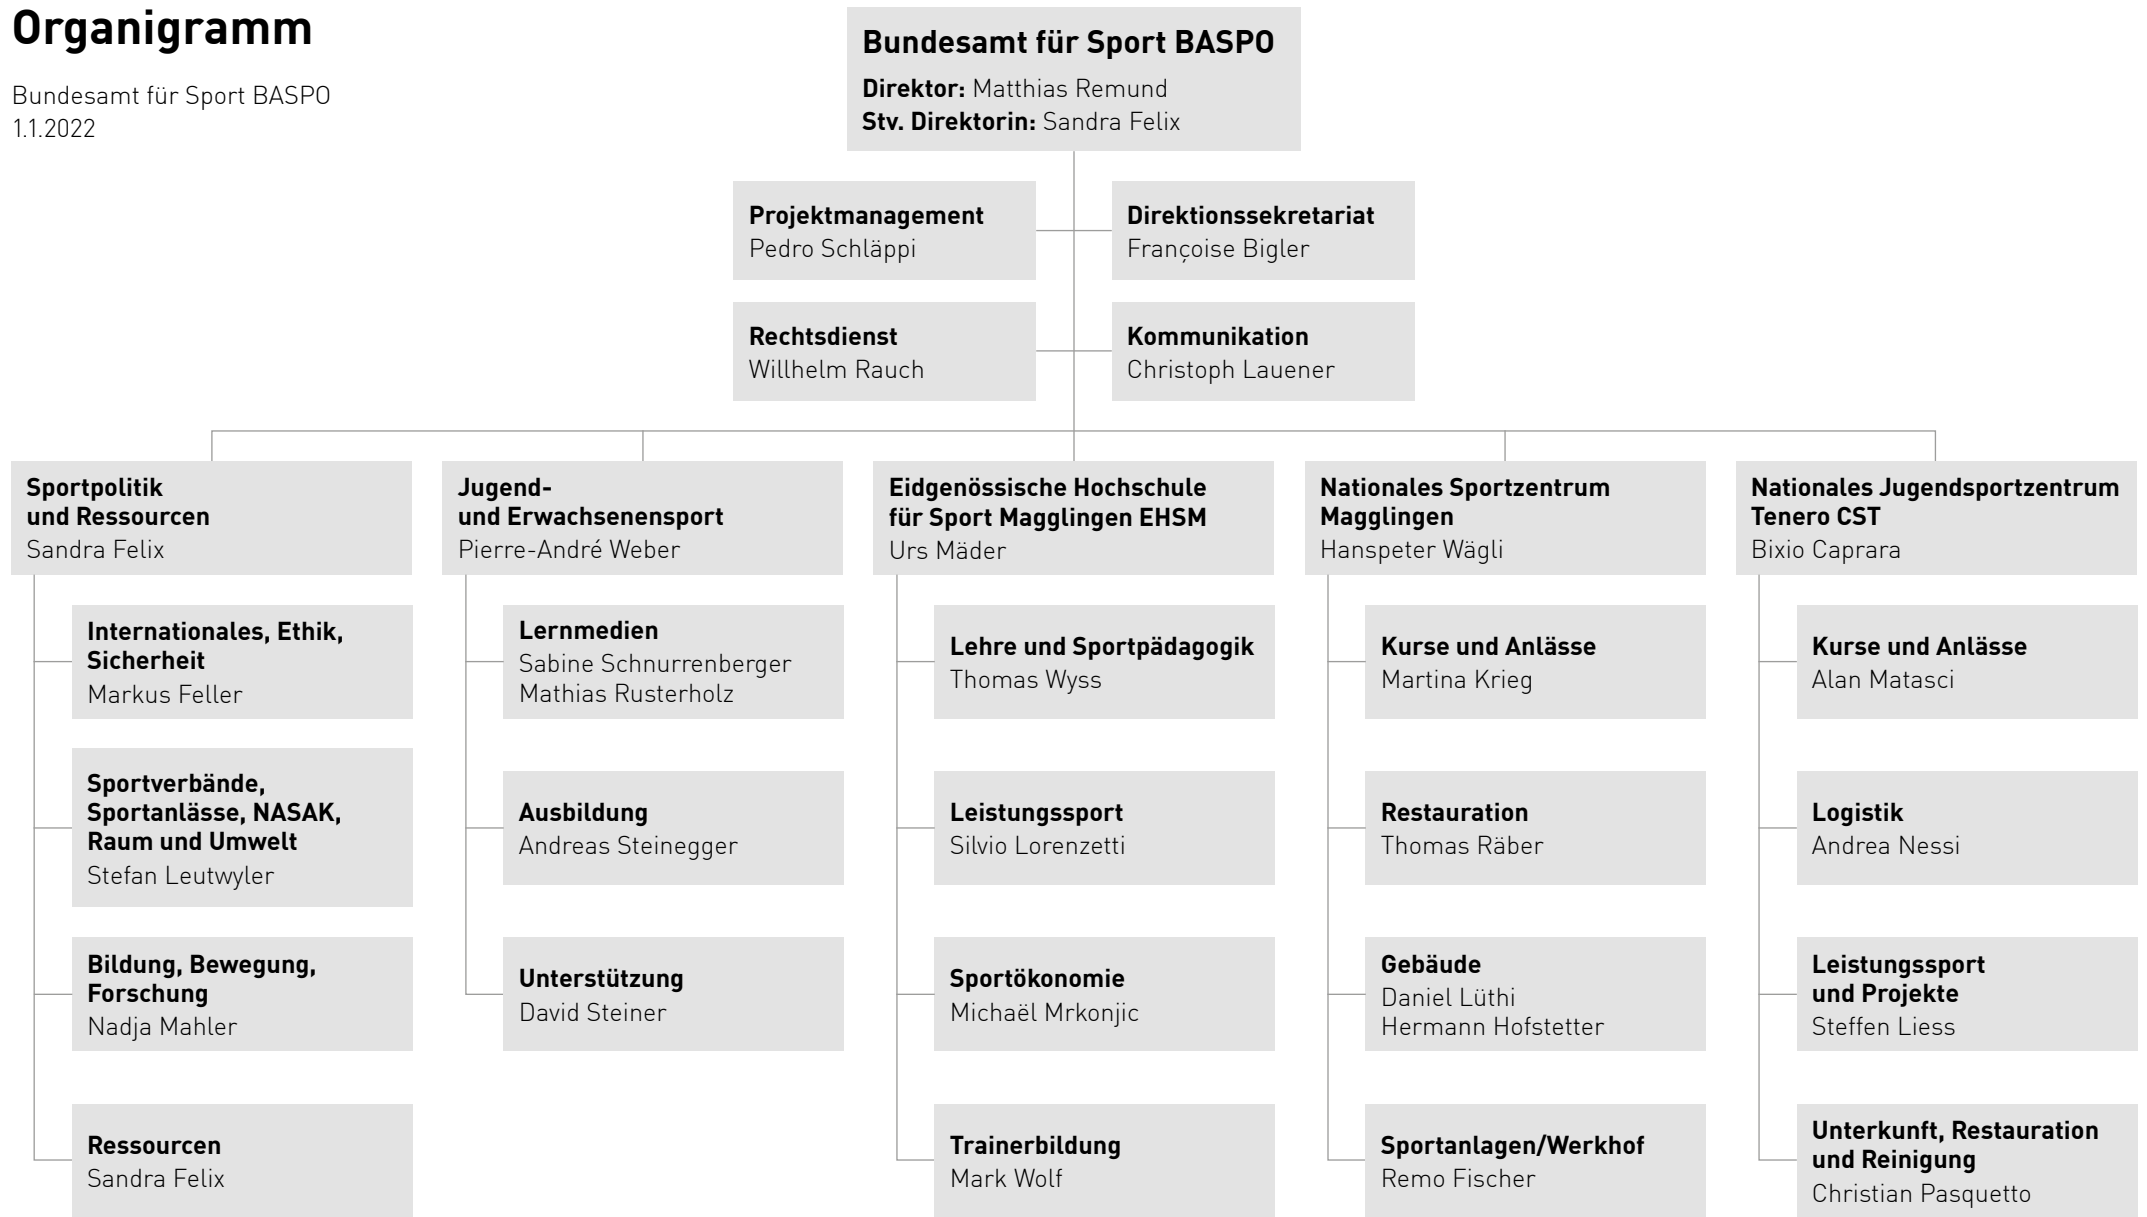 Organigramm
Bundesamt für Sport BASPO
1.1.2022
Bundesamt für Sport BASPO
Direktor: Matthias Remund
Stv. Direktorin: Sandra Felix
Projektmanagement
Pedro Schläppi
Direktionssekretariat
Françoise Bigler
Rechtsdienst
Willhelm Rauch
Kommunikation
Christoph Lauener
Sportpolitik
und Ressourcen
Sandra Felix
Internationales, Ethik,
Sicherheit
Markus Feller
Sportverbände,
Sportanlässe, NASAK,
Raum und Umwelt
Stefan Leutwyler
Bildung, Bewegung,
Forschung
Nadja Mahler
Ressourcen
Sandra Felix
Jugend-
und Erwachsenensport
Pierre-André Weber
Lernmedien
Sabine Schnurrenberger
Mathias Rusterholz
Ausbildung
Andreas Steinegger
Unterstützung
David Steiner
Eidgenössische Hochschule
für Sport Magglingen EHSM
Urs Mäder
Lehre und Sportpädagogik
Thomas Wyss
Leistungssport
Silvio Lorenzetti
Sportökonomie
Michaël Mrkonjic
Trainerbildung
Mark Wolf
Nationales Sportzentrum
Magglingen
Hanspeter Wägli
Kurse und Anlässe
Martina Krieg
Restauration
Thomas Räber
Gebäude
Daniel Lüthi
Hermann Hofstetter
Sportanlagen/Werkhof
Remo Fischer
Nationales Jugendsportzentrum
Tenero CST
Bixio Caprara
Kurse und Anlässe
Alan Matasci
Logistik
Andrea Nessi
Leistungssport
und Projekte
Steffen Liess
Unterkunft, Restauration
und Reinigung
Christian Pasquetto